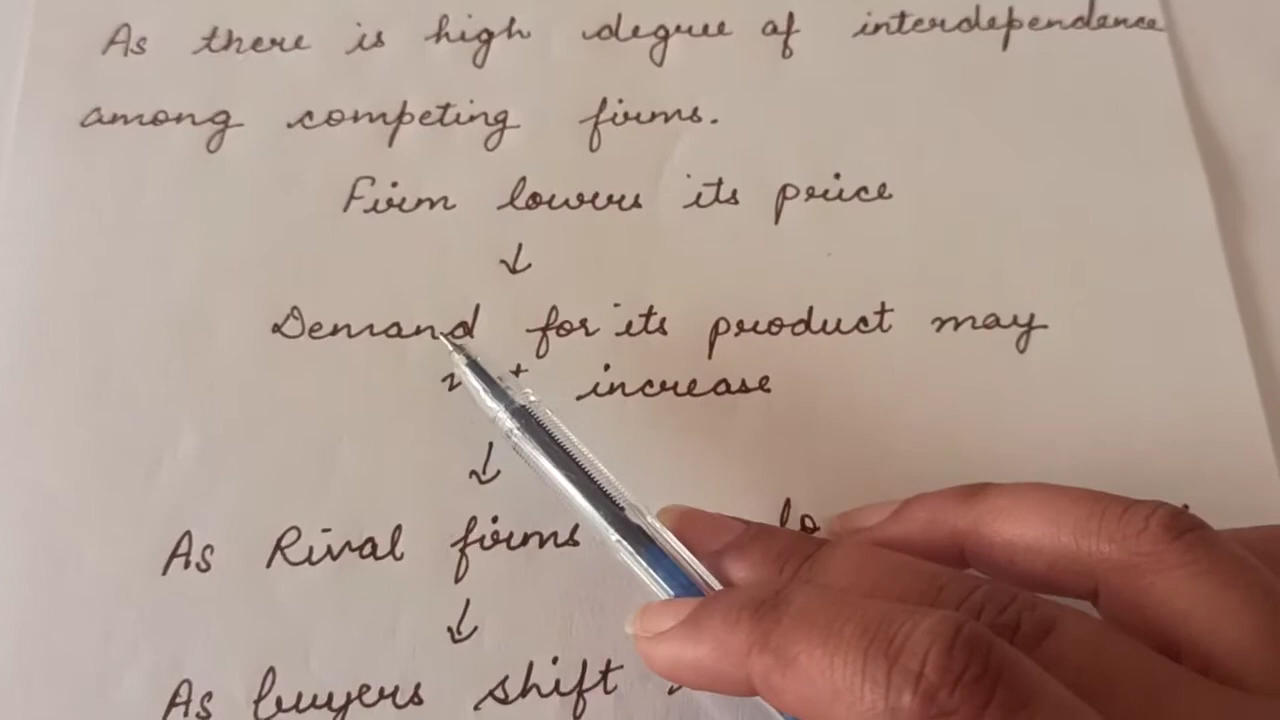 As there is high degree of interdependence
among competing firms.
Firm lowers its price
↓
Demand for its product may
increase
↓
As Rival firms
↓
As buyers shift